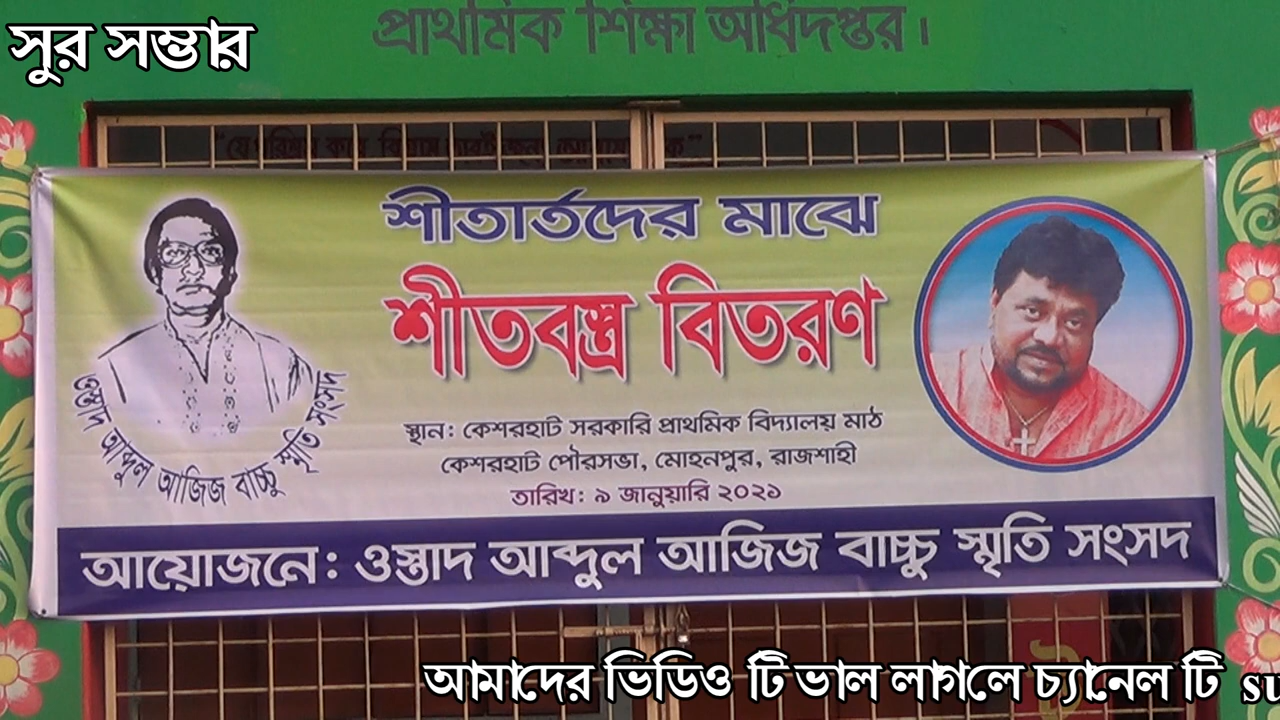 সুর সম্ভার
প্রাথমিক শিক্ষা অধিদপ্তর।
শীতার্তদের মাঝে
শীতবস্ত্র বিতরণ
স্থান: কেশরহাট সরকারি প্রাথমিক বিদ্যালয় মাঠ
কেশরহাট পৌরসভা, মোহনপুর, রাজশাহী
তারিখ: ৯ জানুয়ারি ২০২১
ওস্তাদ আব্দুল আজিজ বাচ্চু স্মৃতি সংসদ
আয়োজনে: ওস্তাদ আব্দুল আজিজ বাচ্চু স্মৃতি সংসদ
আমাদের ভিডিও টি ভাল লাগলে চ্যানেল টি su